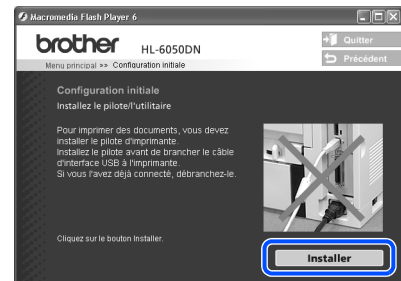 Macromedia Flash Player 6
brother HL-6050DN
Quitter
Précédent
Menu principal »» Configuration initiale
Configuration initiale
Installez le pilote/l'utilitaire
Pour imprimer des documents, vous devez
installer le pilote d'imprimante.
Installez le pilote avant de brancher le câble
d'interface USB à l'imprimante.
Si vous l'avez déjà connecté, débranchez-le.
Cliquez sur le bouton Installer.
Installer